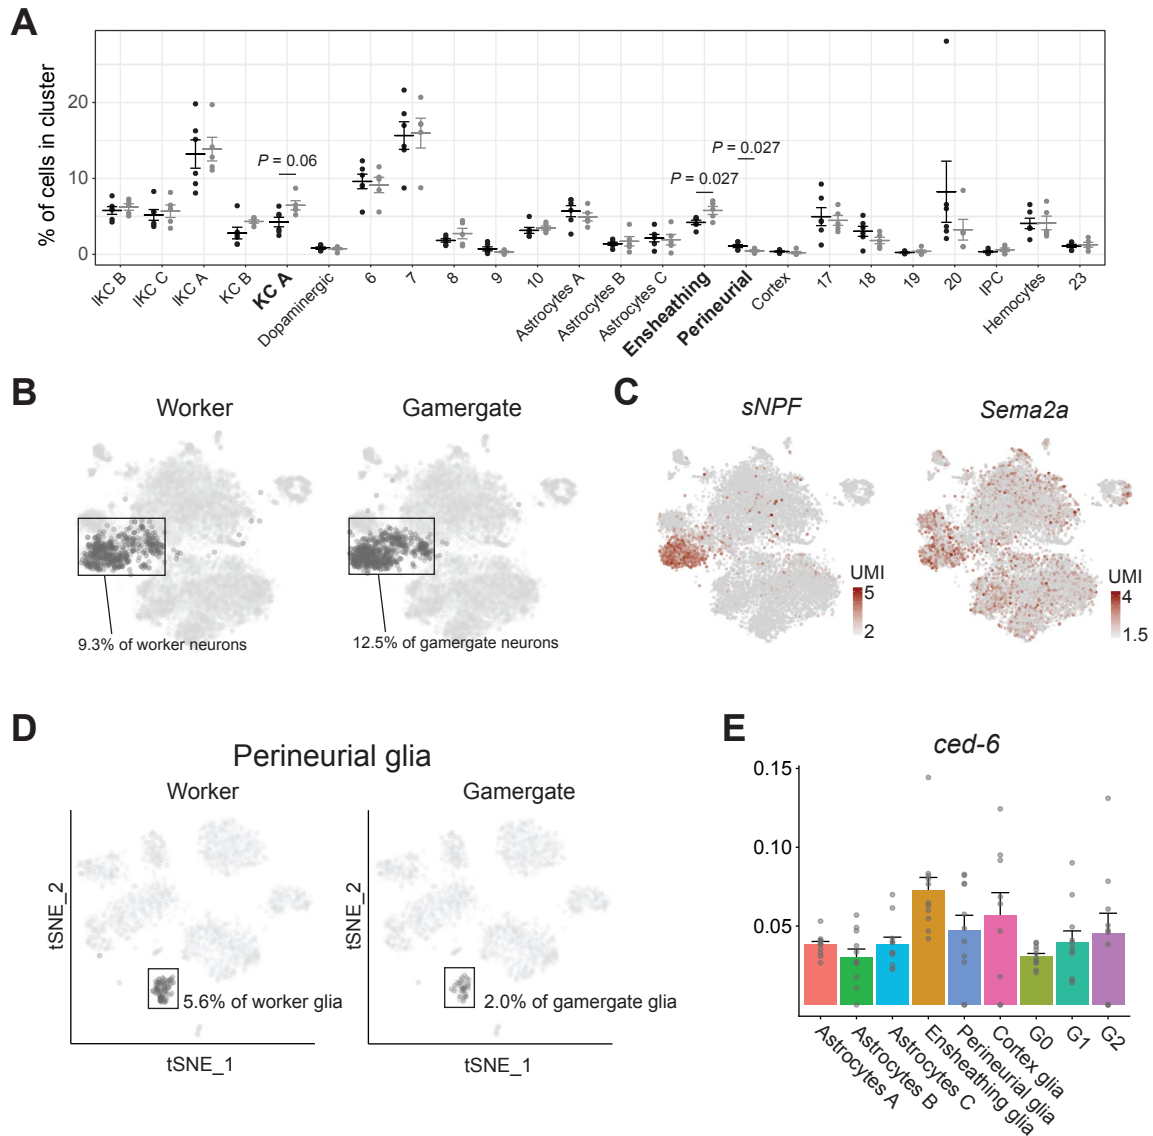 A
% of cells in cluster
20
10
0
P = 0.06
P = 0.027
P = 0.027
IKC B
IKC C
IKC A
KC B
KC A
Dopaminergic
6
7
8
9
10
Astrocytes A
Astrocytes B
Astrocytes C
Ensheathing
Perineurial
Cortex
17
18
19
20
IPC
Hemocytes
23
B
Worker
Gamergate
9.3% of worker neurons
12.5% of gamergate neurons
C
sNPF
Sema2a
UMI
5
2
UMI
4
1.5
D
Perineurial glia
Worker
Gamergate
tSNE_2
tSNE_2
5.6% of worker glia
2.0% of gamergate glia
tSNE_1
tSNE_1
E
ced-6
0.15
0.10
0.05
Astrocytes A
Astrocytes B
Astrocytes C
Ensheathing glia
Perineurial glia
Cortex glia
G0
G1
G2